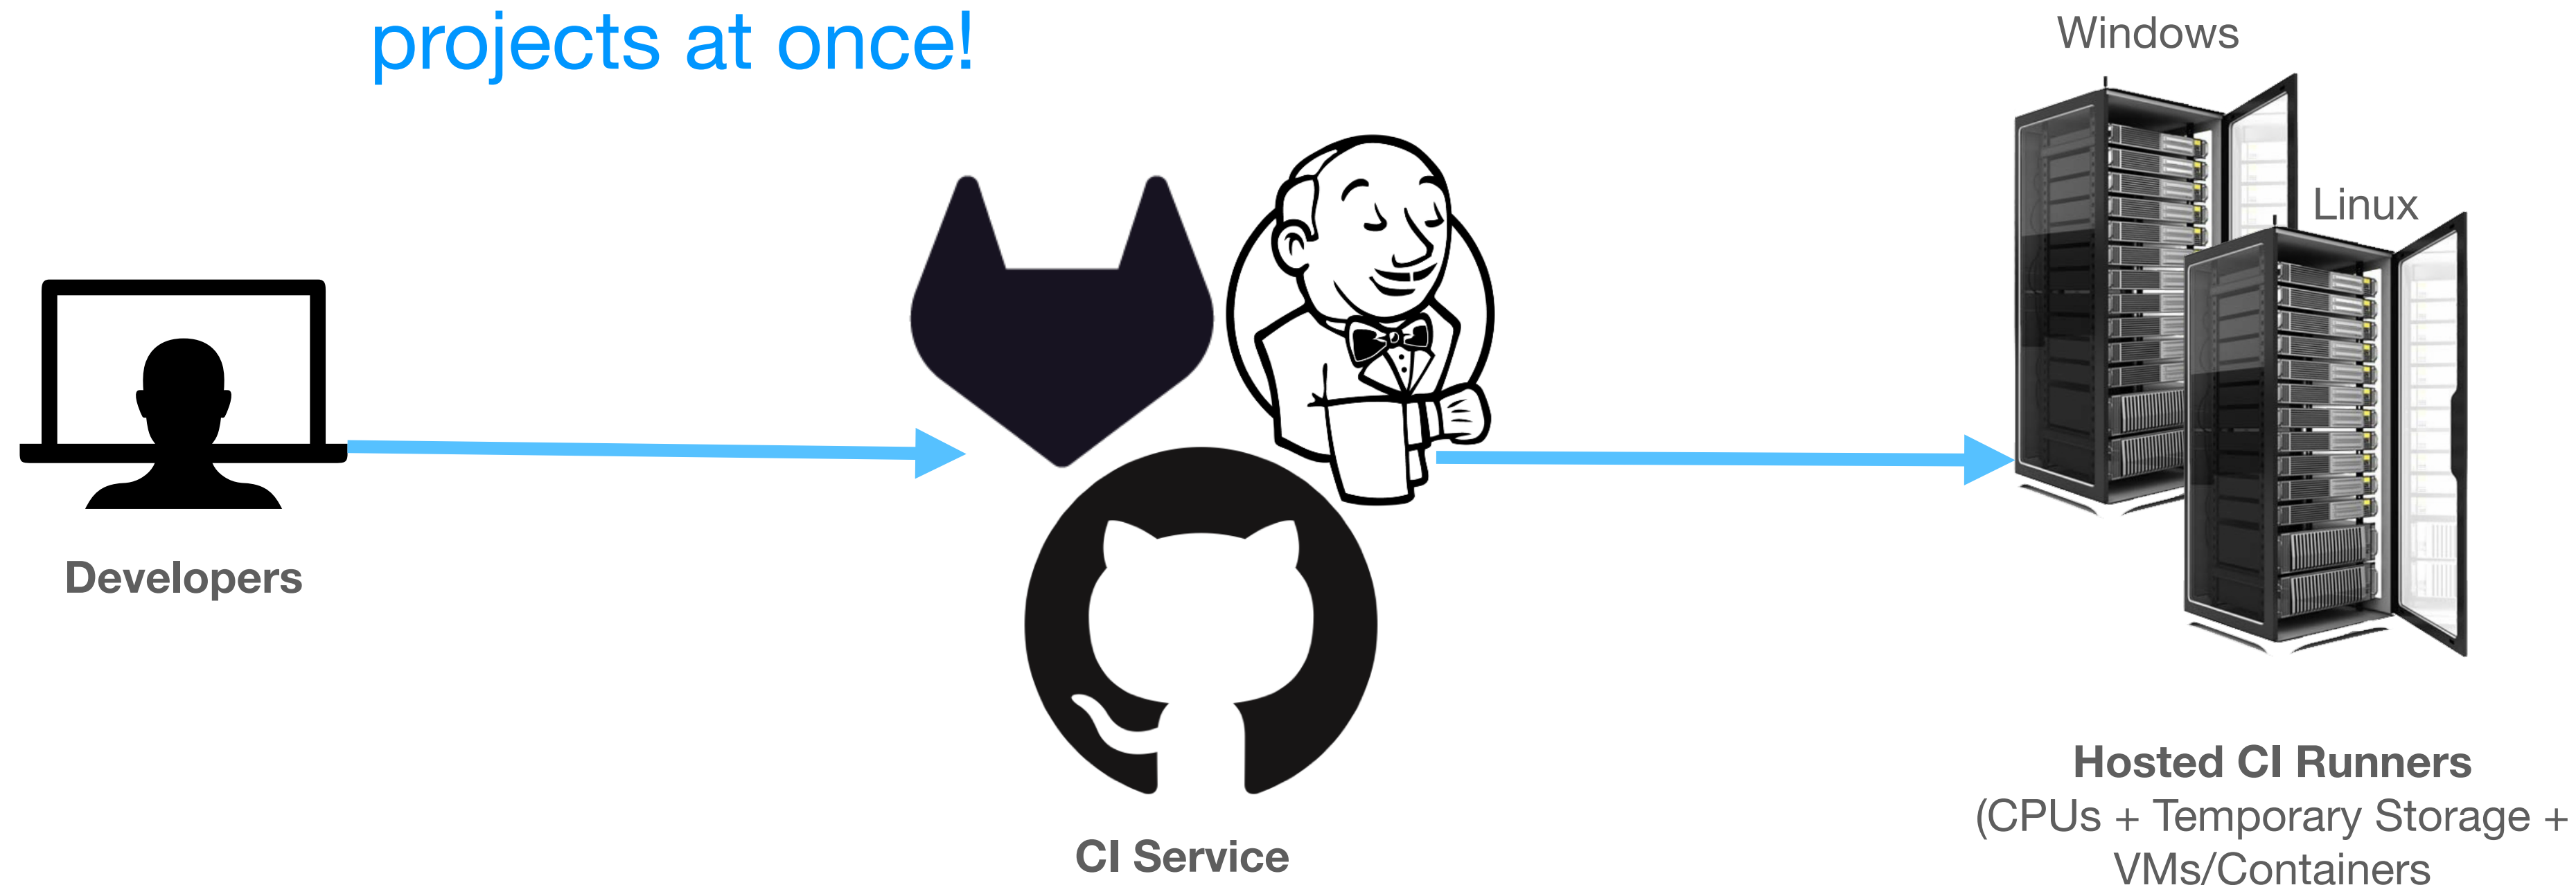 projects at once!
Windows
Linux
Developers
CI Service
Hosted CI Runners
(CPUs + Temporary Storage +
VMs/Containers